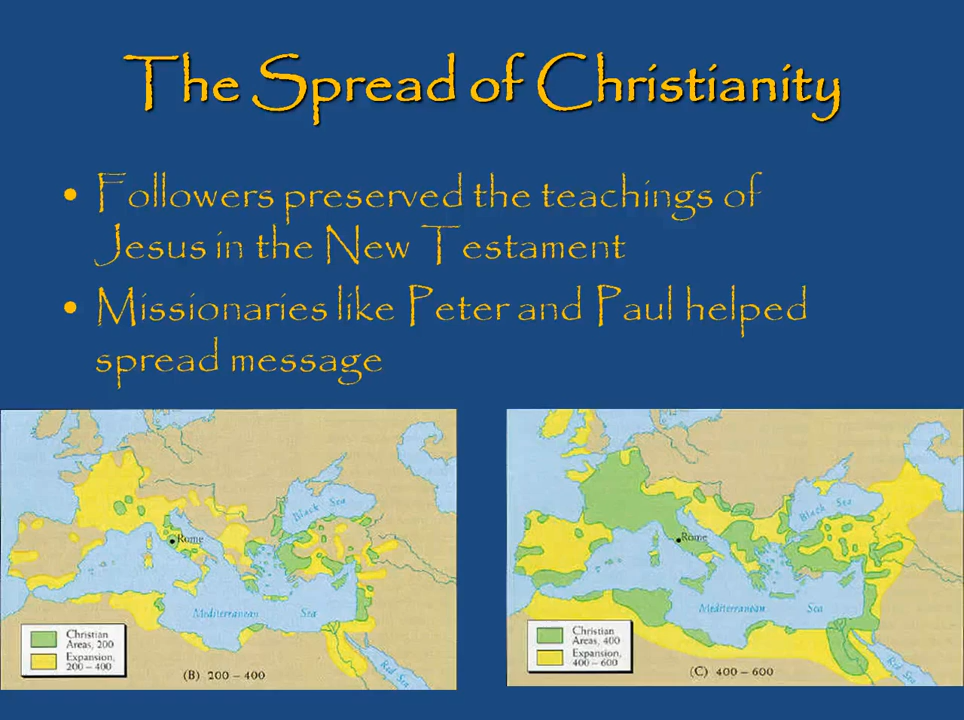 The Spread of Christianity
• Followers preserved the teachings of
Jesus in the New Testament
• Missionaries like Peter and Paul helped
spread message
Black Sea
Rome
Mediterranean Sea
Red Sea
Christian
Areas, 200
Expansion,
200 – 400
(B) 200 – 400
Black Sea
Rome
Mediterranean Sea
Red Sea
Christian
Areas, 400
Expansion,
400 – 600
(C) 400 – 600